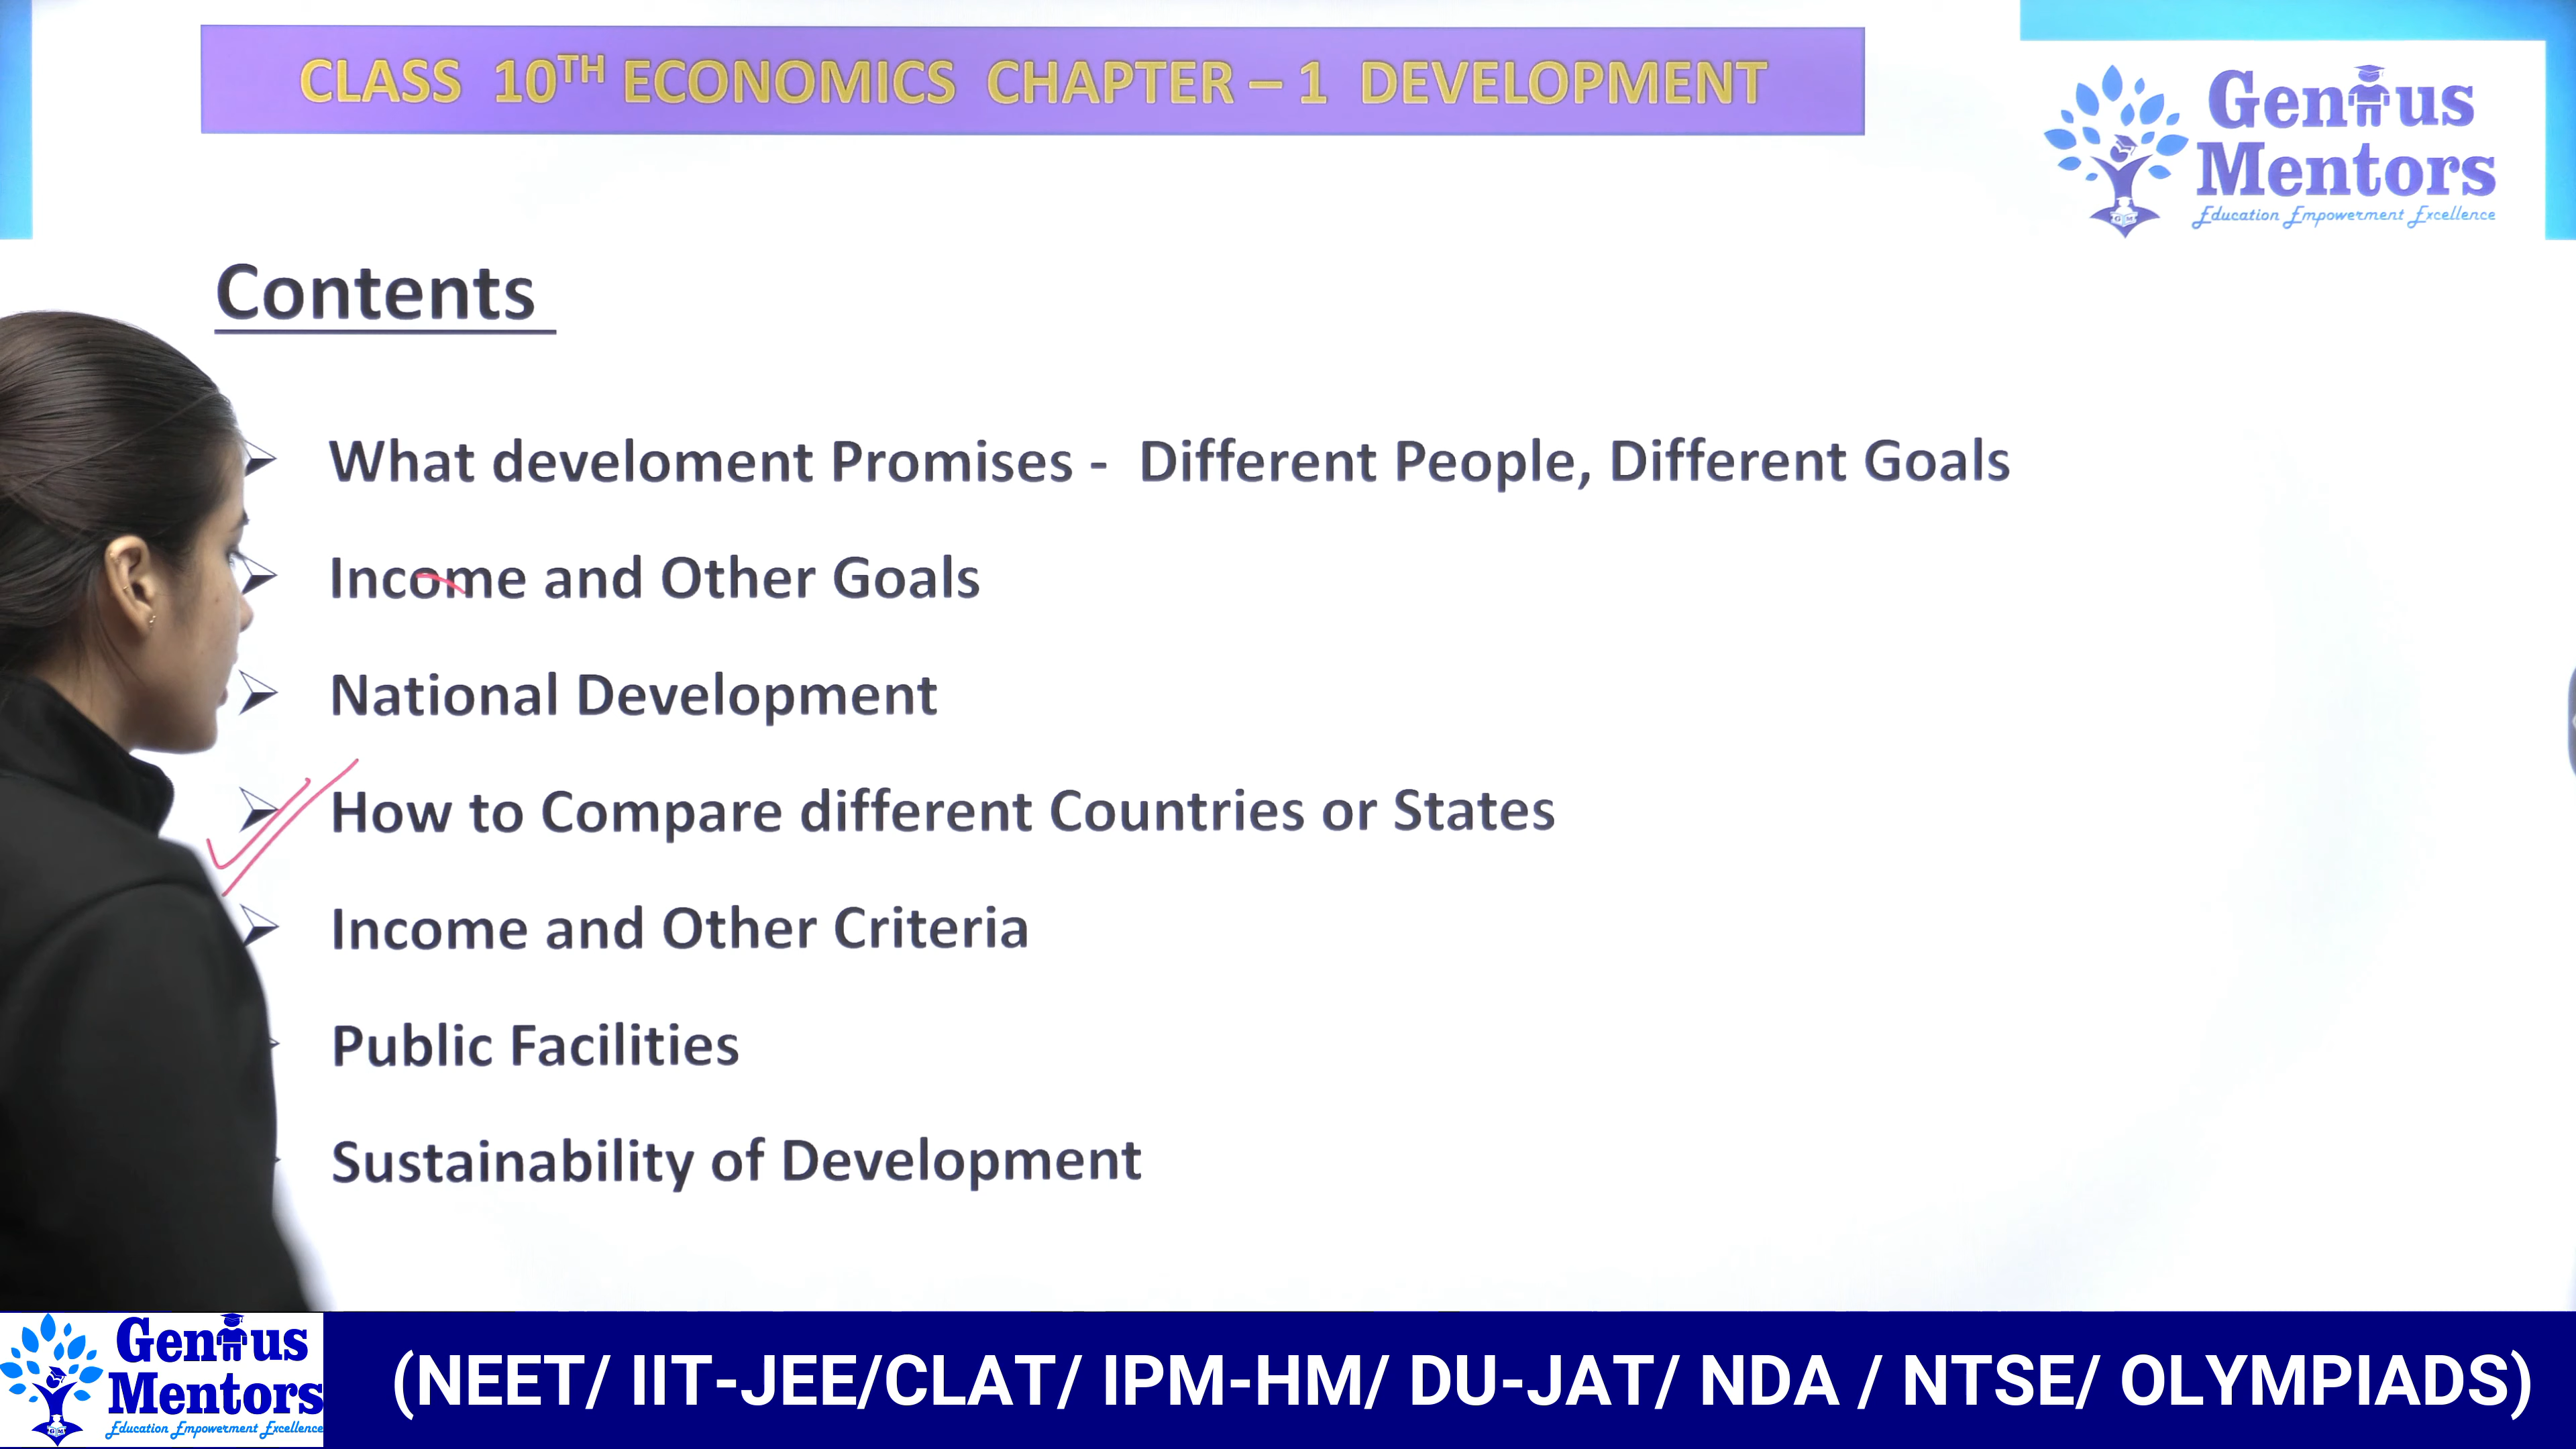 CLASS 10TH ECONOMICS CHAPTER – 1 DEVELOPMENT
Genius
Mentors
Education Empowerment Excellence
Contents
What develoment Promises - Different People, Different Goals
Income and Other Goals
National Development
How to Compare different Countries or States
Income and Other Criteria
Public Facilities
Sustainability of Development
Genius
Mentors
Education Empowerment Excellence
(NEET/ IIT-JEE/CLAT/ IPM-HM/ DU-JAT/ NDA / NTSE/ OLYMPIADS)